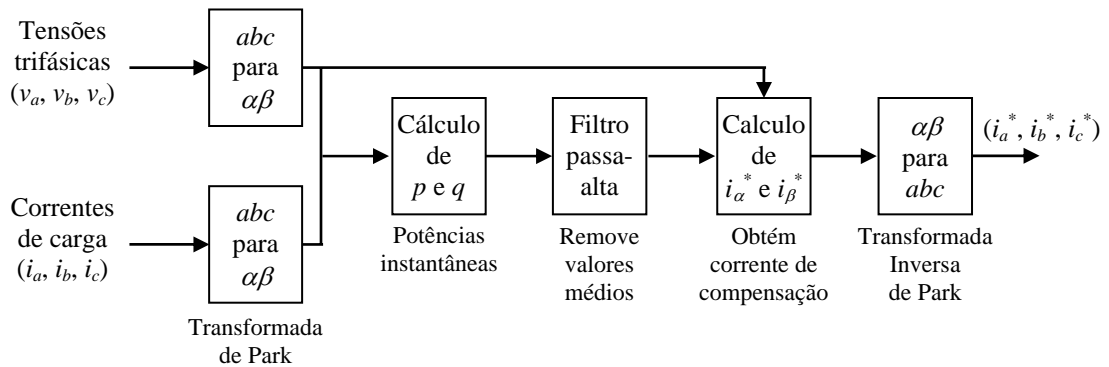 Tensões
trifásicas
(va, vb, vc)
abc
para
αβ
Correntes
de carga
(ia, ib, ic)
abc
para
αβ
Transformada
de Park
Cálculo
de
p e q
Potências
instantâneas
Filtro
passa-
alta
Remove
valores
médios
Calculo
de
iα* e iβ*
Obtém
corrente de
compensação
αβ
para
abc
Transformada
Inversa
de Park
(ia*, ib*, ic*)